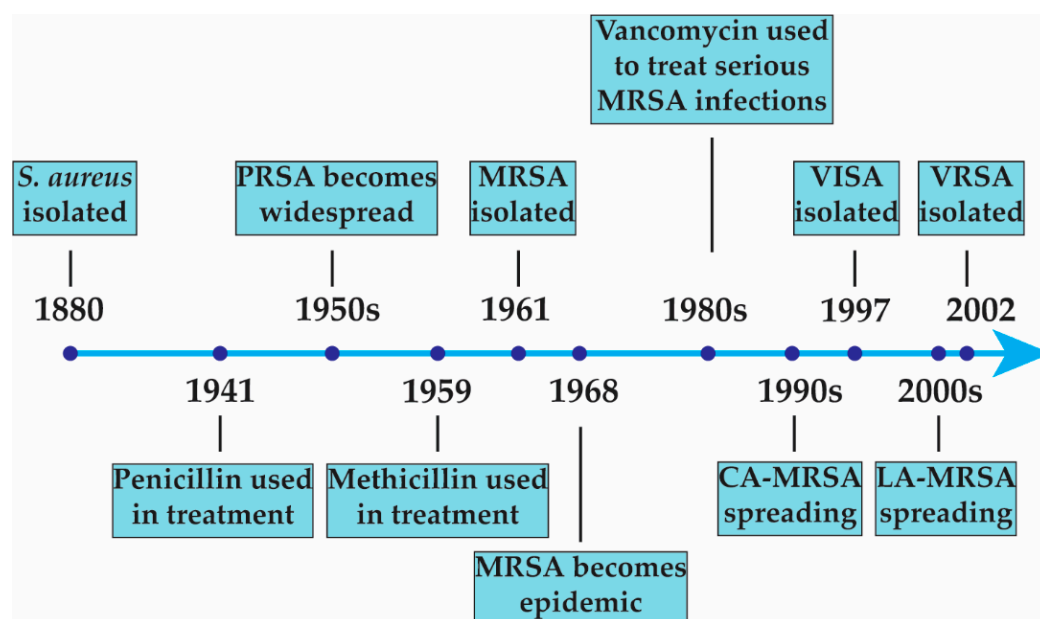 Vancomycin used
to treat serious
MRSA infections
S. aureus
isolated
PRSA becomes
widespread
MRSA
isolated
VISA
isolated
VRSA
isolated
1880
1950s
1961
1980s
1997
2002
1941
1959
1968
1990s
2000s
Penicillin used
in treatment
Methicillin used
in treatment
CA-MRSA
spreading
LA-MRSA
spreading
MRSA becomes
epidemic